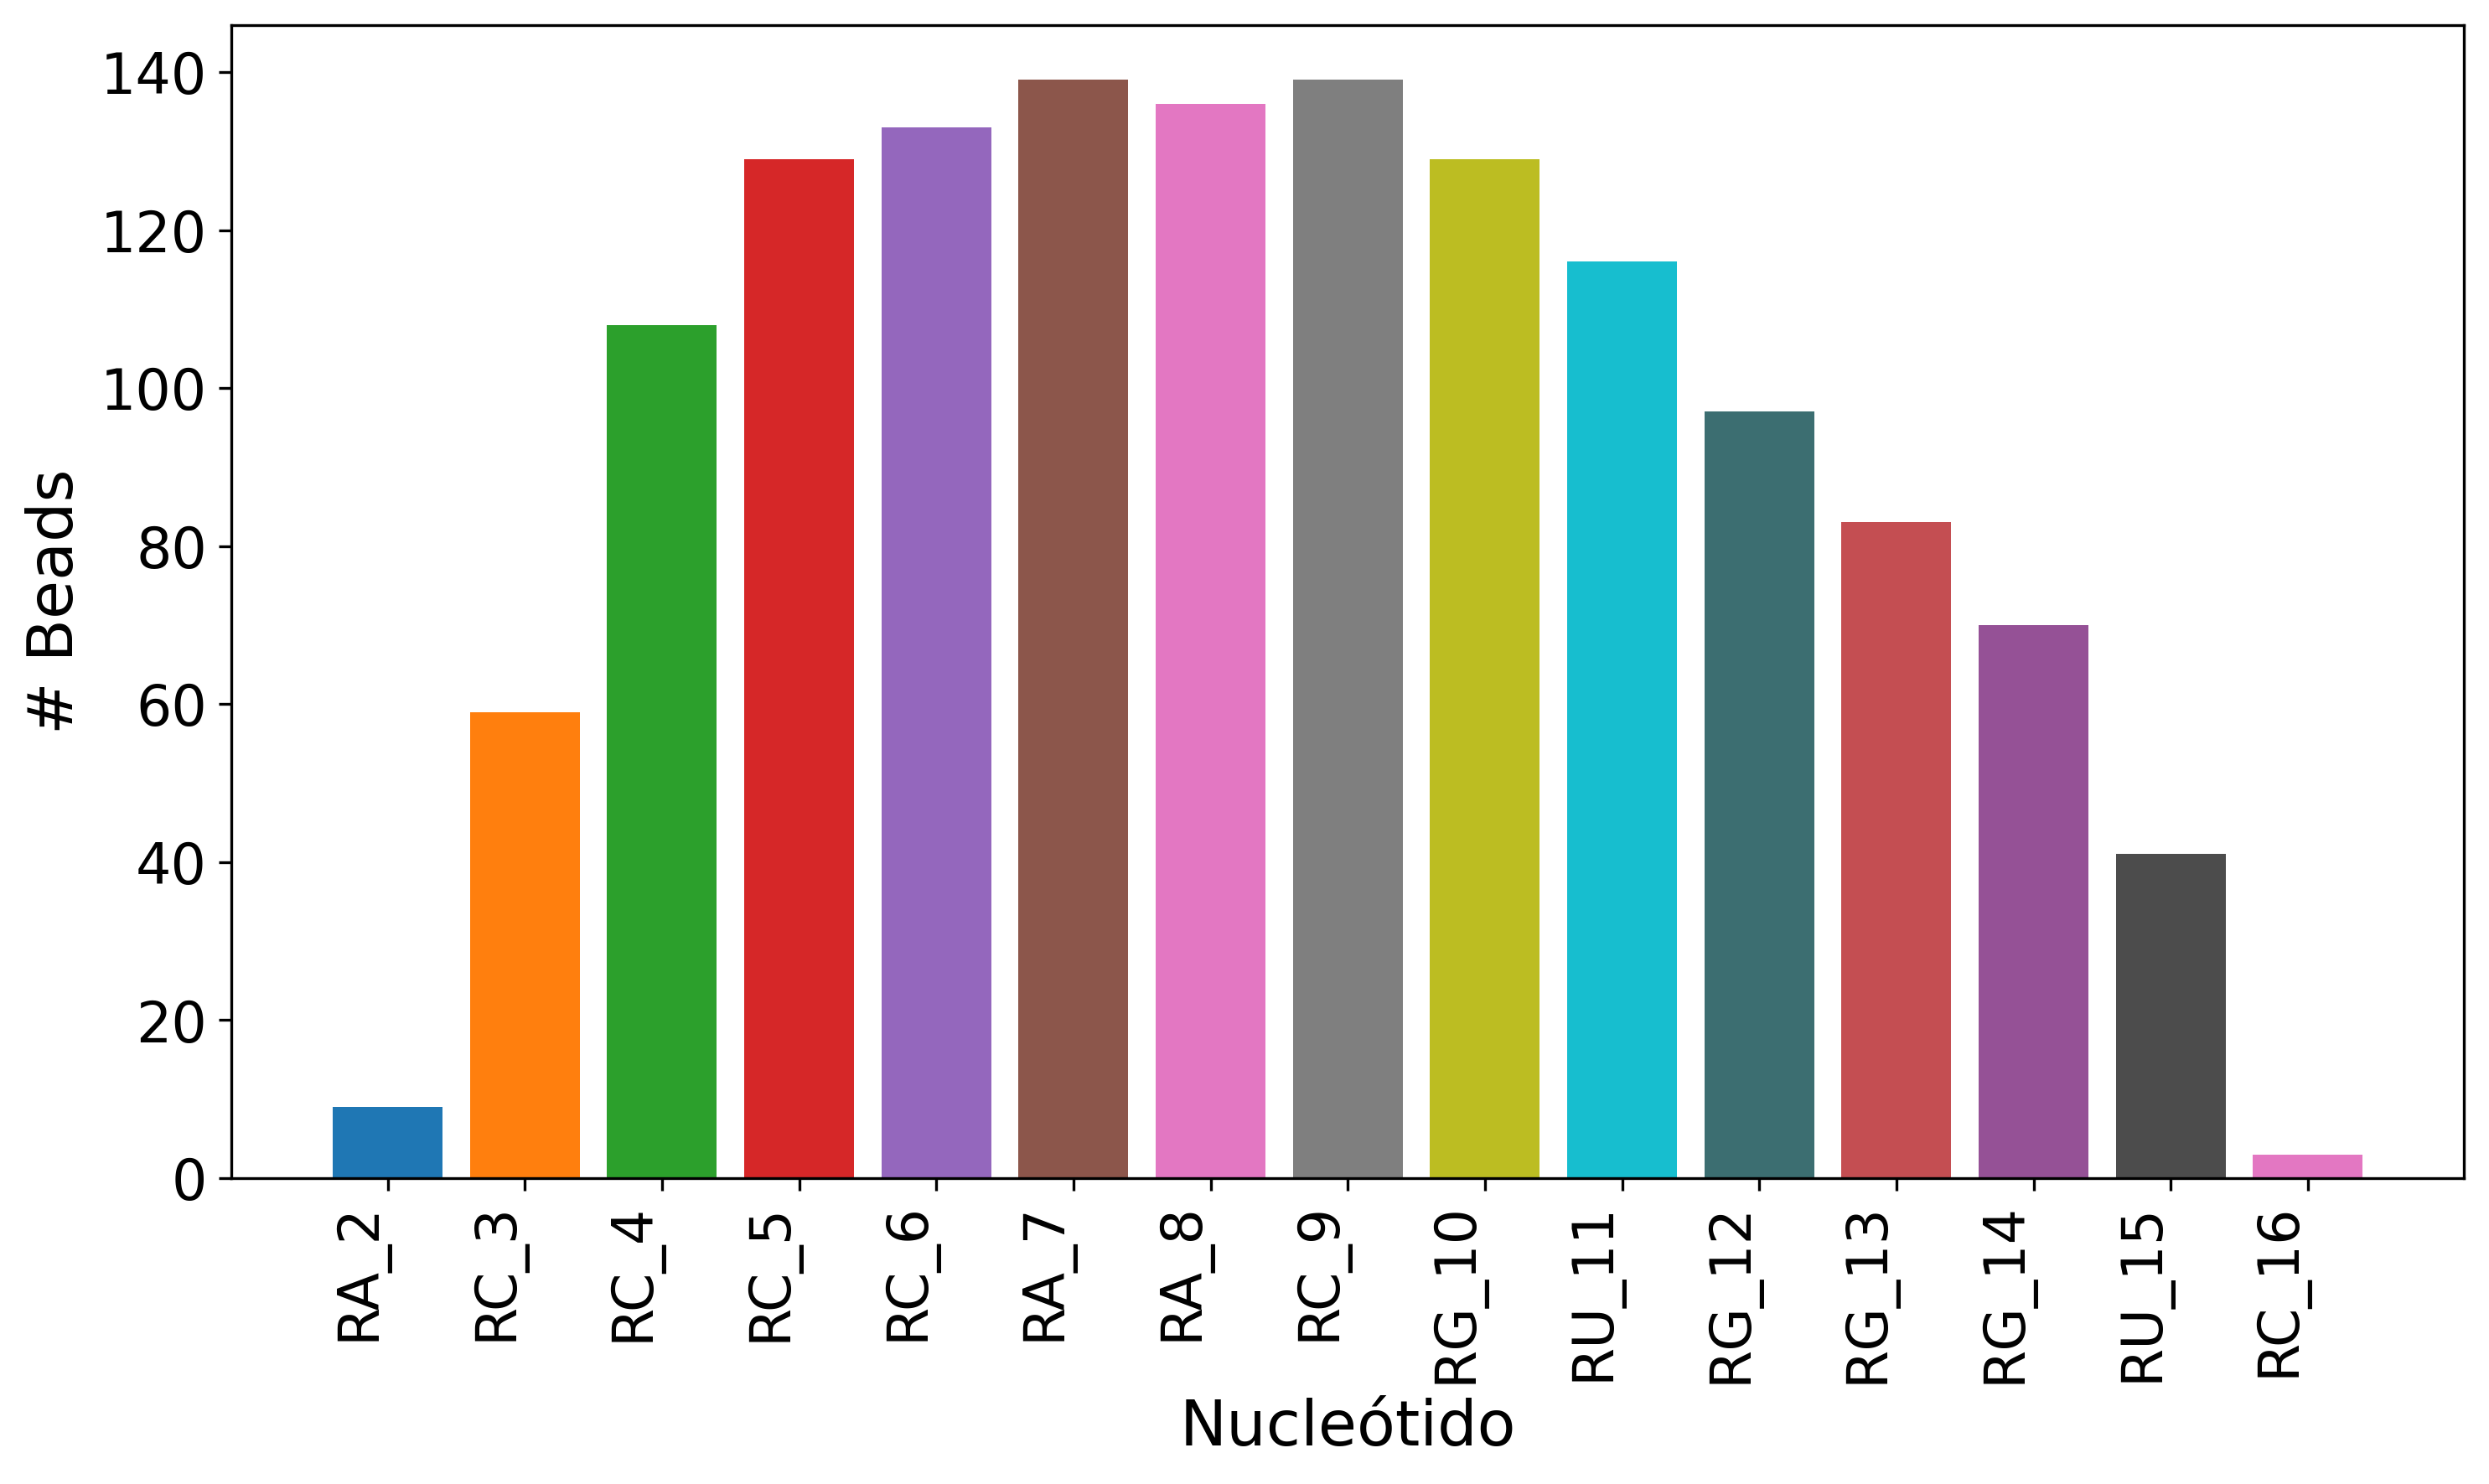 # Beads
140
120
100
80
60
40
20
0
RA_2
RC_3
RC_4
RC_5
RC_6
RA_7
RA_8
RC_9
RG_10
RU_11
RG_12
RG_13
RG_14
RU_15
RC_16
Nucleótido